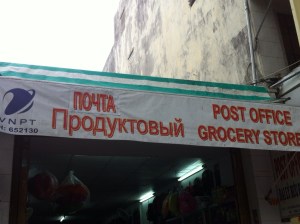 ПОЧТА POST OFFICE
Продуктовый GROCERY STORE
VNPT
: 652130